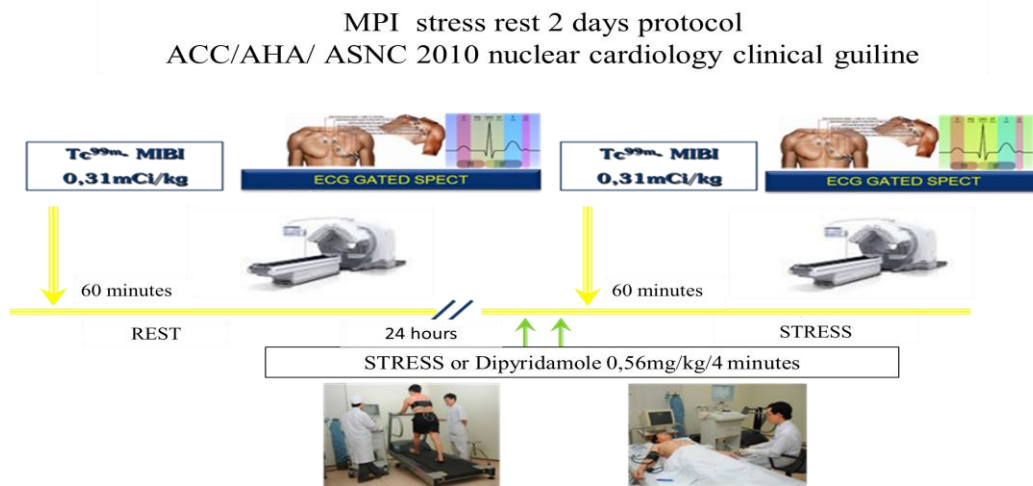 MPI stress rest 2 days protocol
ACC/AHA/ ASNC 2010 nuclear cardiology clinical guiline
Tc99m- MIBI
0,31mCi/kg
ECG GATED SPECT
Tc99m- MIBI
0,31mCi/kg
ECG GATED SPECT
60 minutes
60 minutes
REST
24 hours
STRESS
STRESS or Dipyridamole 0,56mg/kg/4 minutes